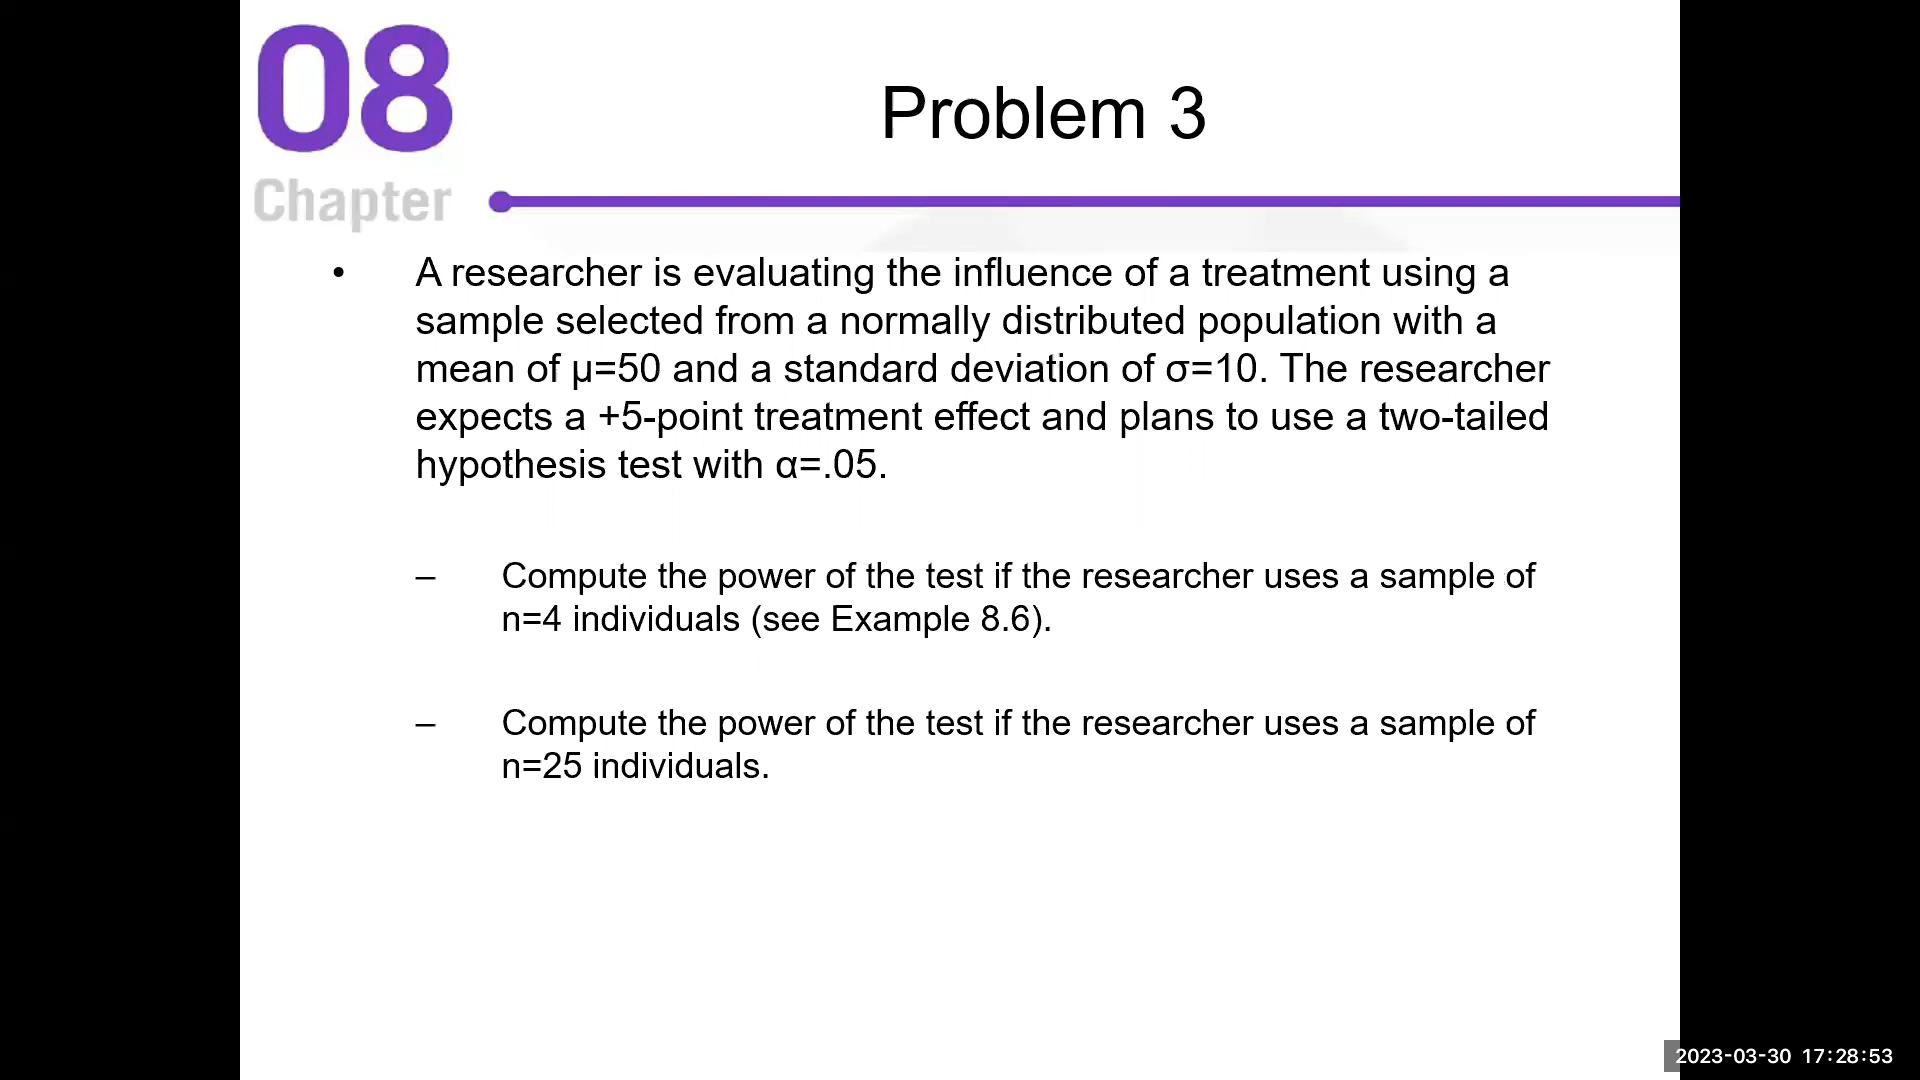 08
Chapter
Problem 3
• A researcher is evaluating the influence of a treatment using a
sample selected from a normally distributed population with a
mean of μ=50 and a standard deviation of σ=10. The researcher
expects a +5-point treatment effect and plans to use a two-tailed
hypothesis test with α=.05.
– Compute the power of the test if the researcher uses a sample of
n=4 individuals (see Example 8.6).
– Compute the power of the test if the researcher uses a sample of
n=25 individuals.
2023-03-30 17:28:53